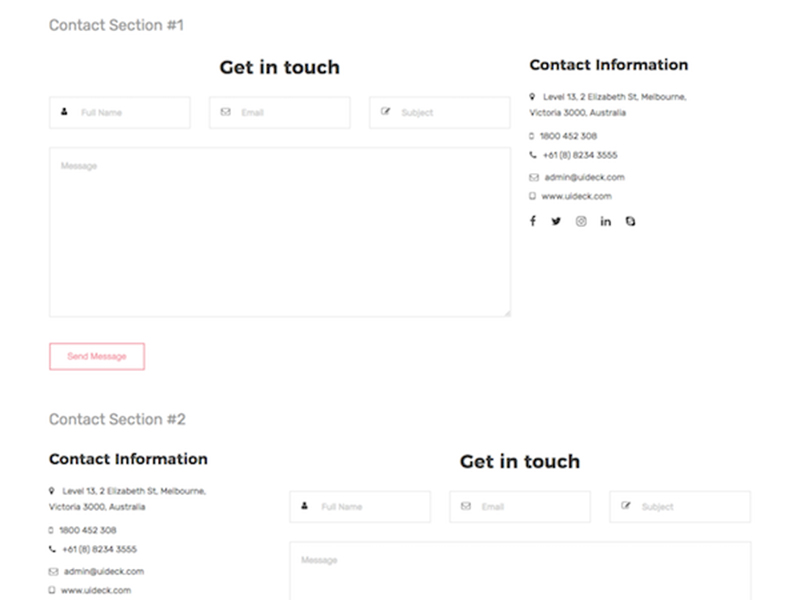 Contact Section #1
Get in touch
Full Name
Email
Subject
Message
Send Message
Contact Information
Level 13, 2 Elizabeth St, Melbourne,
Victoria 3000, Australia
1800 452 308
+61 (8) 8234 3555
admin@uideck.com
www.uideck.com
Contact Section #2
Contact Information
Level 13, 2 Elizabeth St, Melbourne,
Victoria 3000, Australia
1800 452 308
+61 (8) 8234 3555
admin@uideck.com
www.uideck.com
Get in touch
Full Name
Email
Subject
Message